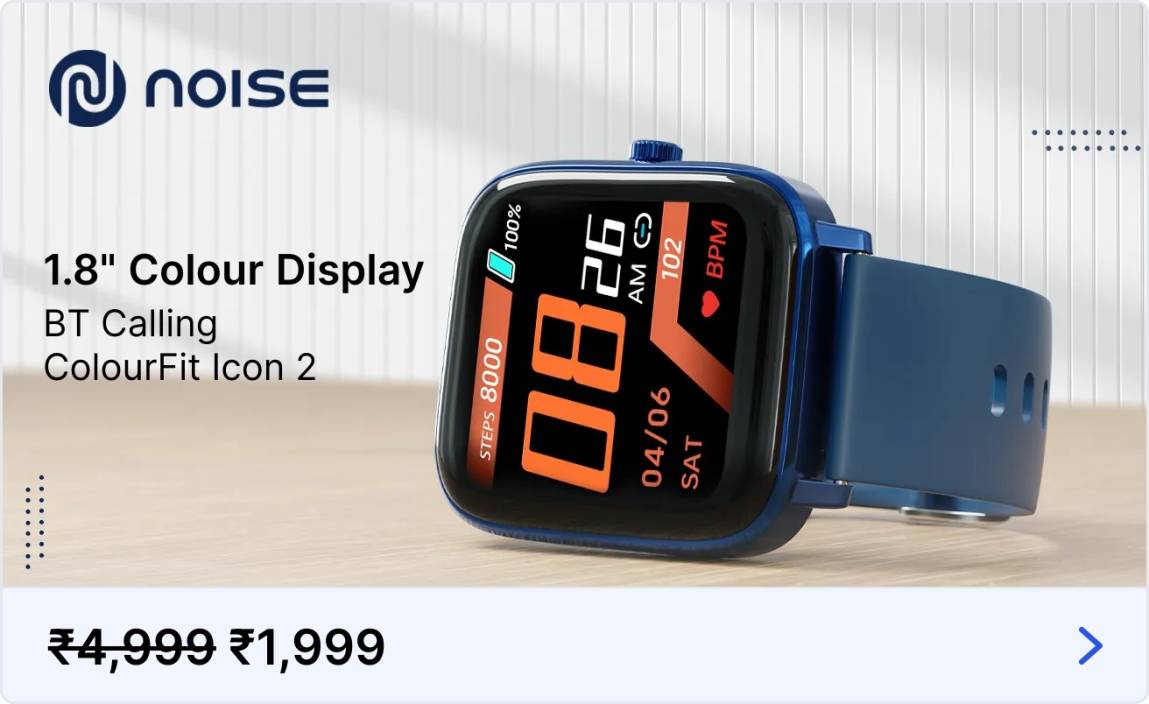 NOISE
1.8" Colour Display
BT Calling
ColourFit Icon 2
STEPS 8000
100%
08
26
AM
102
BPM
04/06
SAT
₹4,999 ₹1,999